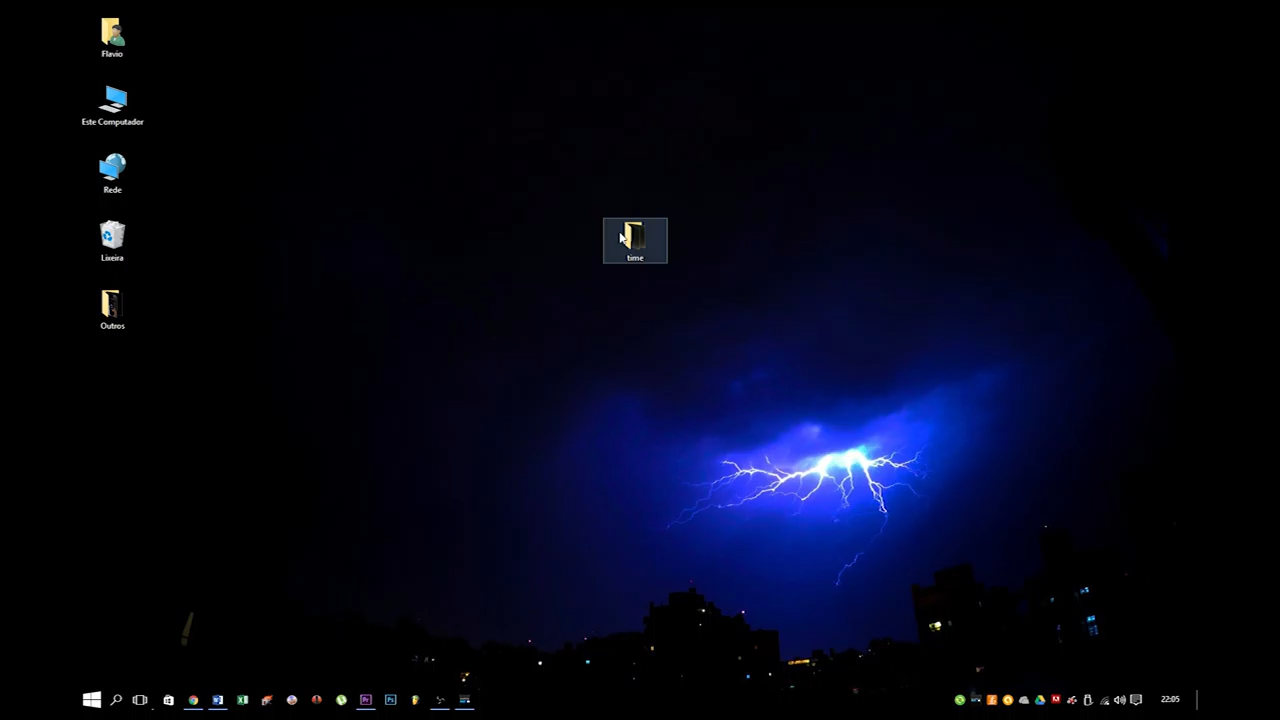 Flavio
Este Computador
Rede
Lixeira
Outros
time
22:05